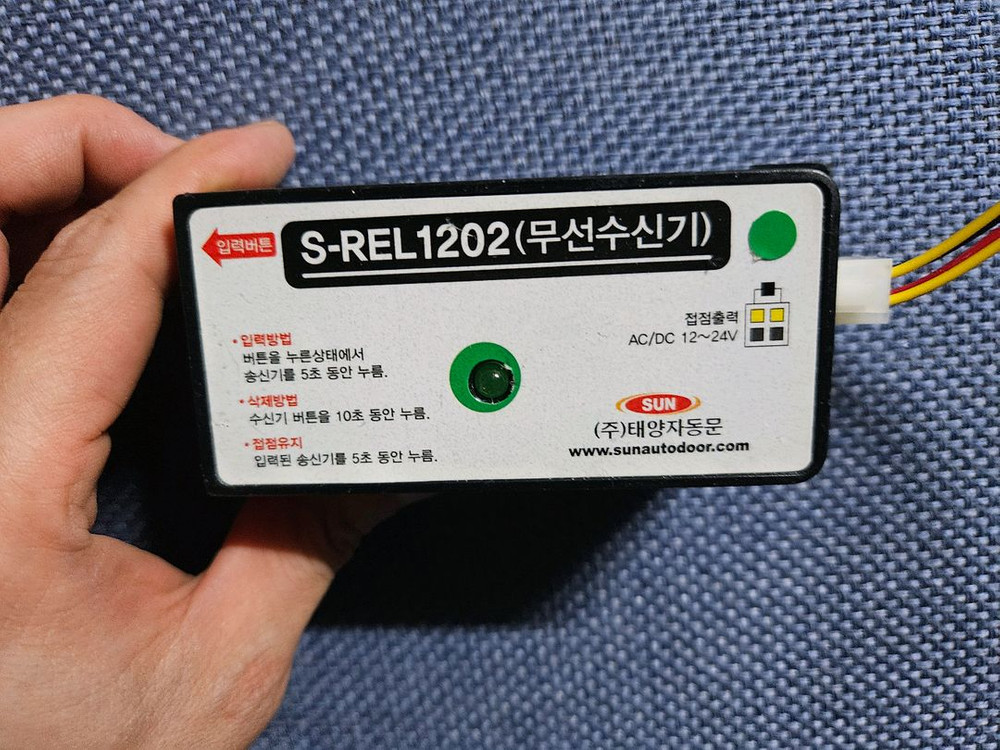 입력버튼
S-REL1202(무선수신기)
• 입력방법
버튼을 누른상태에서
송신기를 5초 동안 누름.
• 삭제방법
수신기 버튼을 10초 동안 누름.
• 접점유지
입력된 송신기를 5초 동안 누름.
접점출력
AC/DC 12~24V
SUN
(주)태양자동문
www.sunautodoor.com